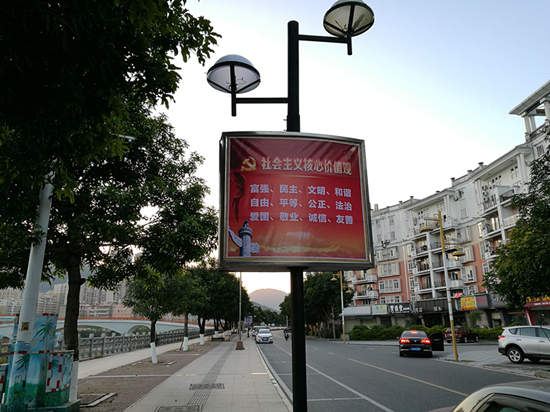 社会主义核心价值观
富强、民主、文明、和谐
自由、平等、公正、法治
爱国、敬业、诚信、友善